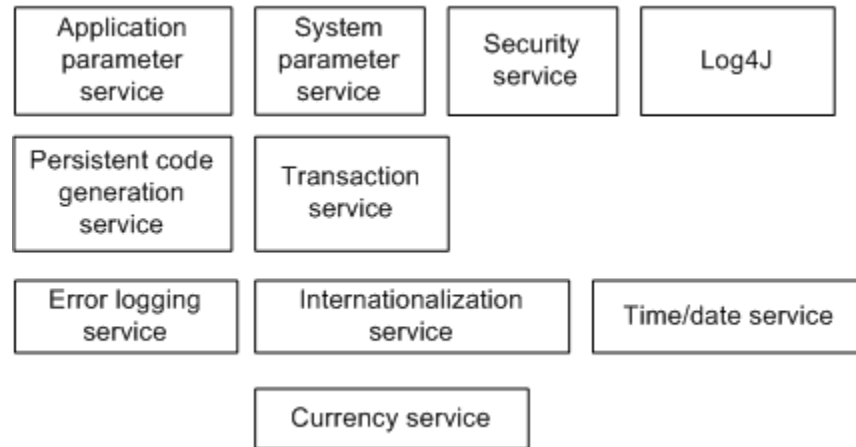 Application
parameter
service
System
parameter
service
Security
service
Log4J
Persistent code
generation
service
Transaction
service
Error logging
service
Internationalization
service
Time/date service
Currency service